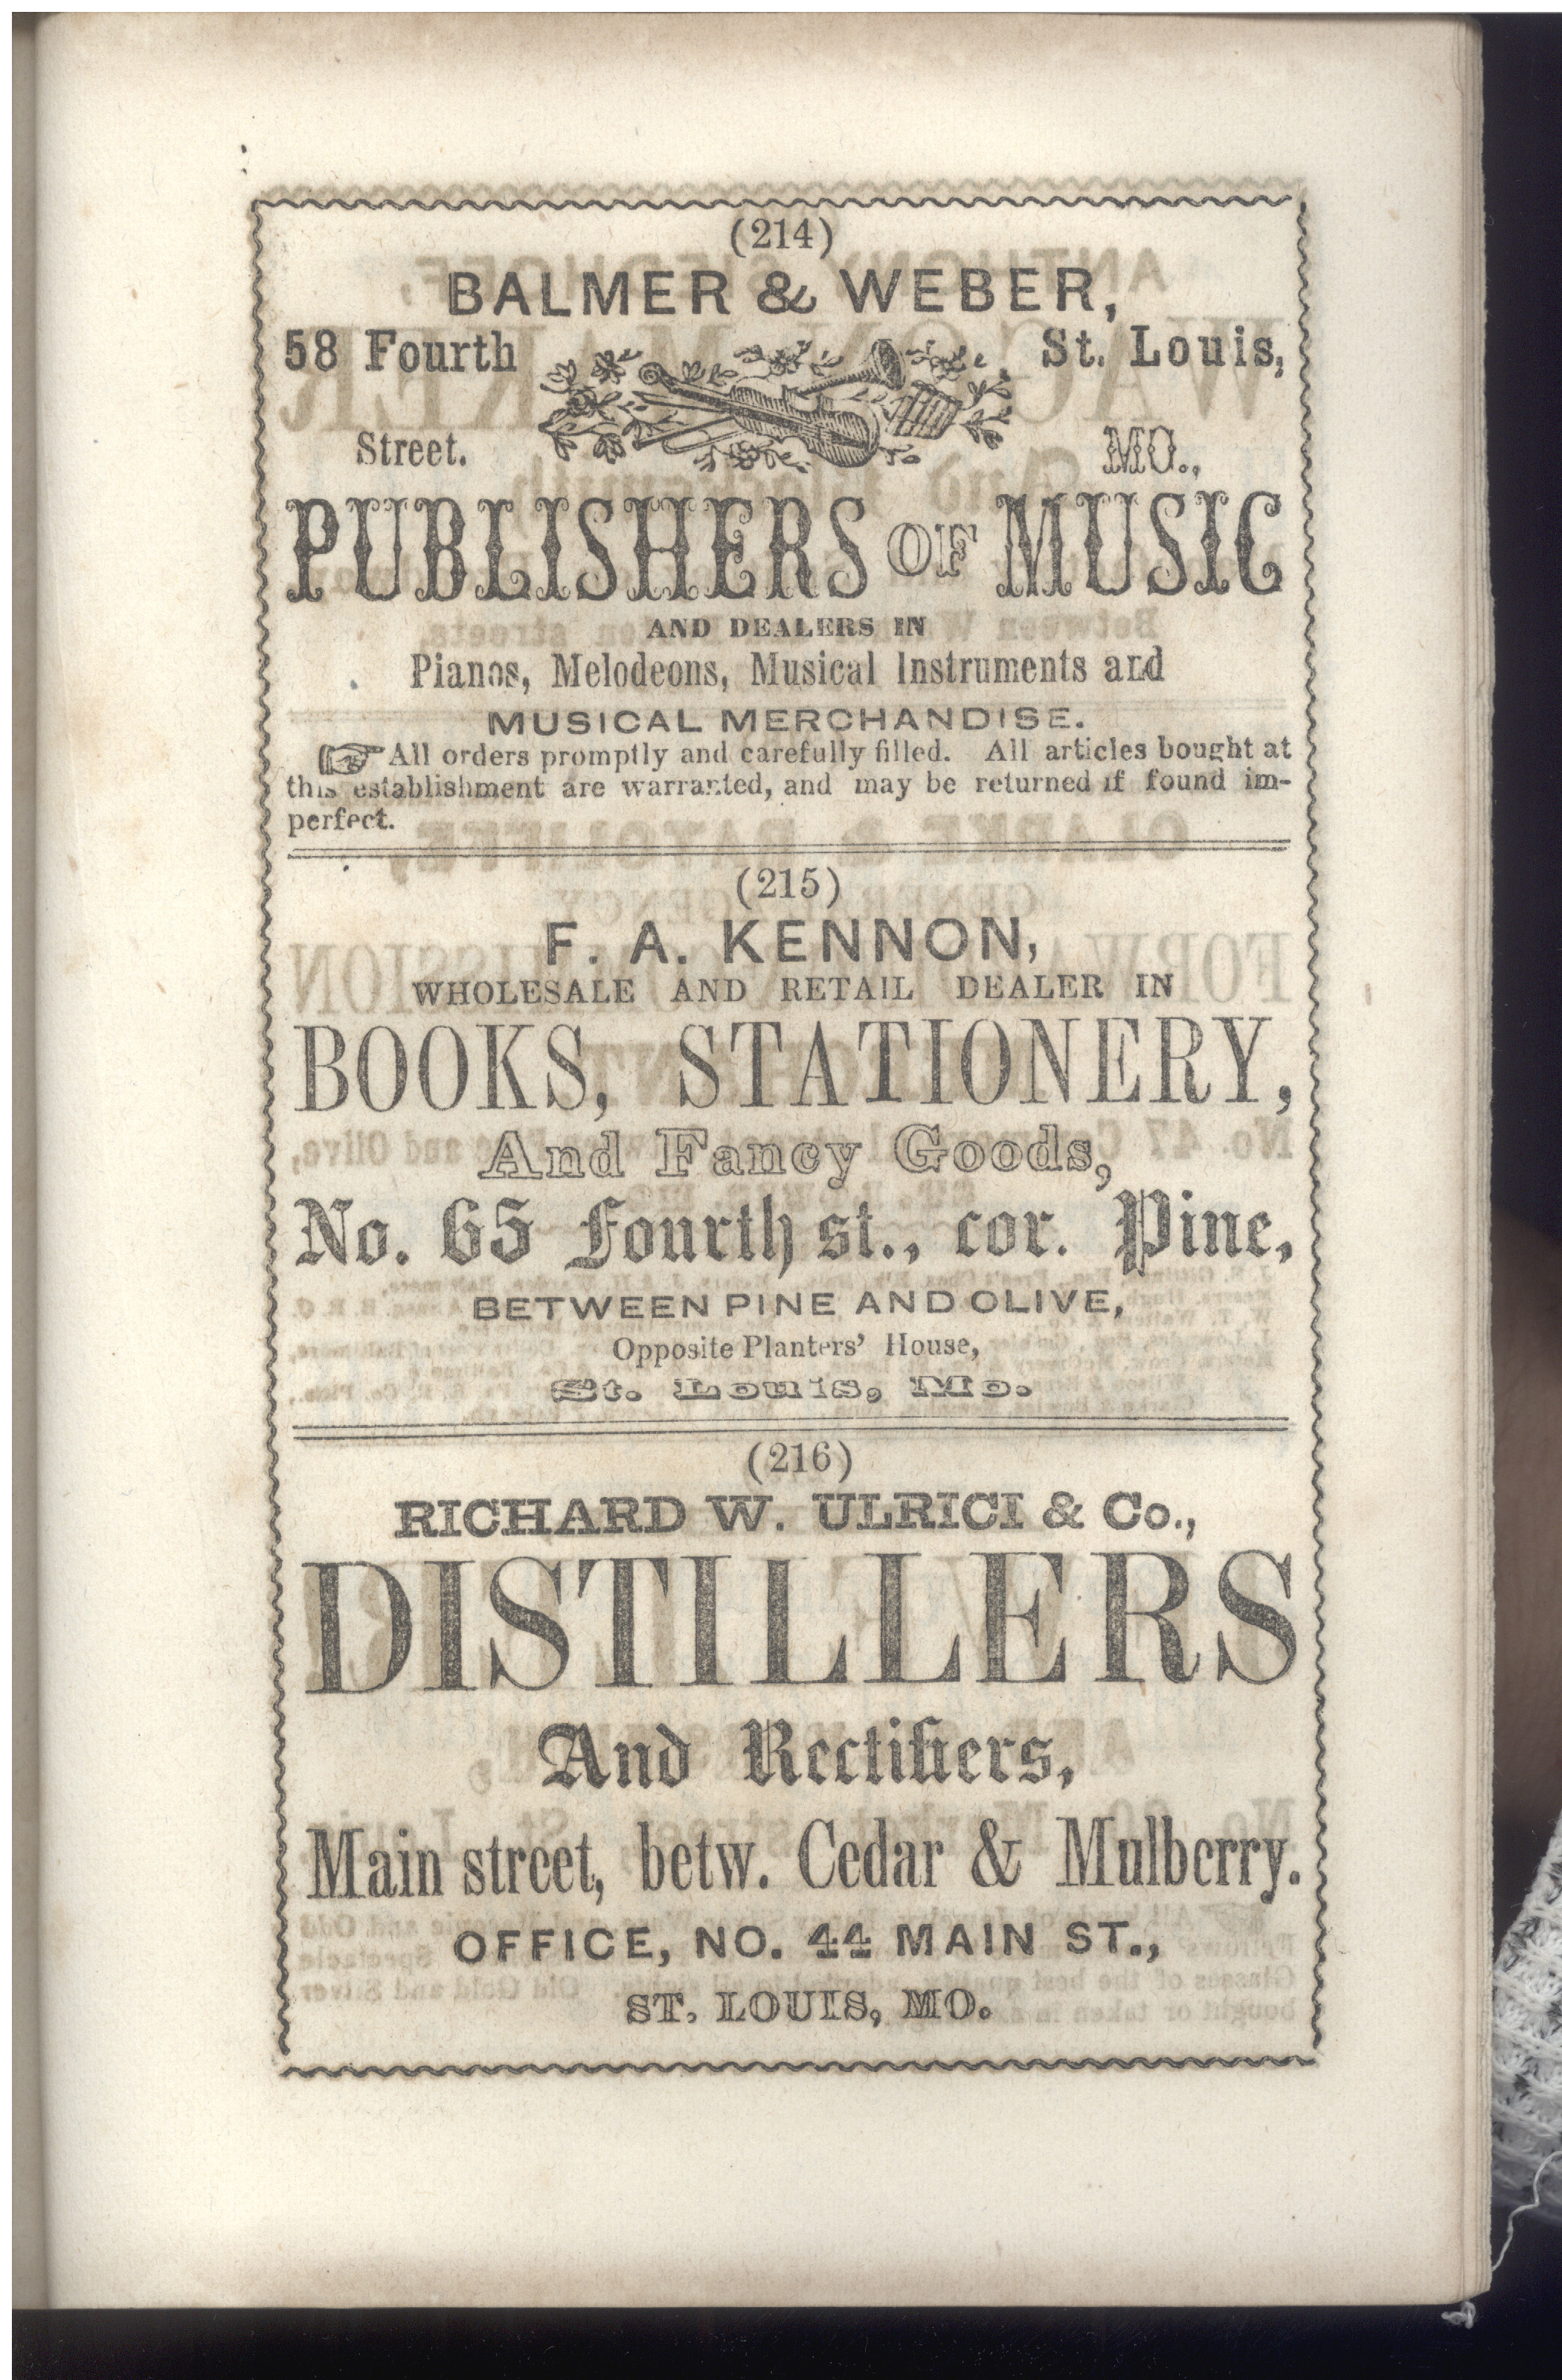 (214)
BALMER & WEBER,
58 Fourth St. Louis,
Street. MO.,
PUBLISHERS OF MUSIC
AND DEALERS IN
Pianos, Melodeons, Musical Instruments and
MUSICAL MERCHANDISE.
☞ All orders promptly and carefully filled. All articles bought at
this establishment are warranted, and may be returned if found im-
perfect.
(215)
F. A. KENNON,
WHOLESALE AND RETAIL DEALER IN
BOOKS, STATIONERY,
And Fancy Goods,
No. 65 Fourth st., cor. Pine,
BETWEEN PINE AND OLIVE,
Opposite Planters' House,
St. Louis, Mo.
(216)
RICHARD W. ULRICI & Co.,
DISTILLERS
And Rectifiers,
Main street, betw. Cedar & Mulberry.
OFFICE, NO. 44 MAIN ST.,
ST. LOUIS, MO.